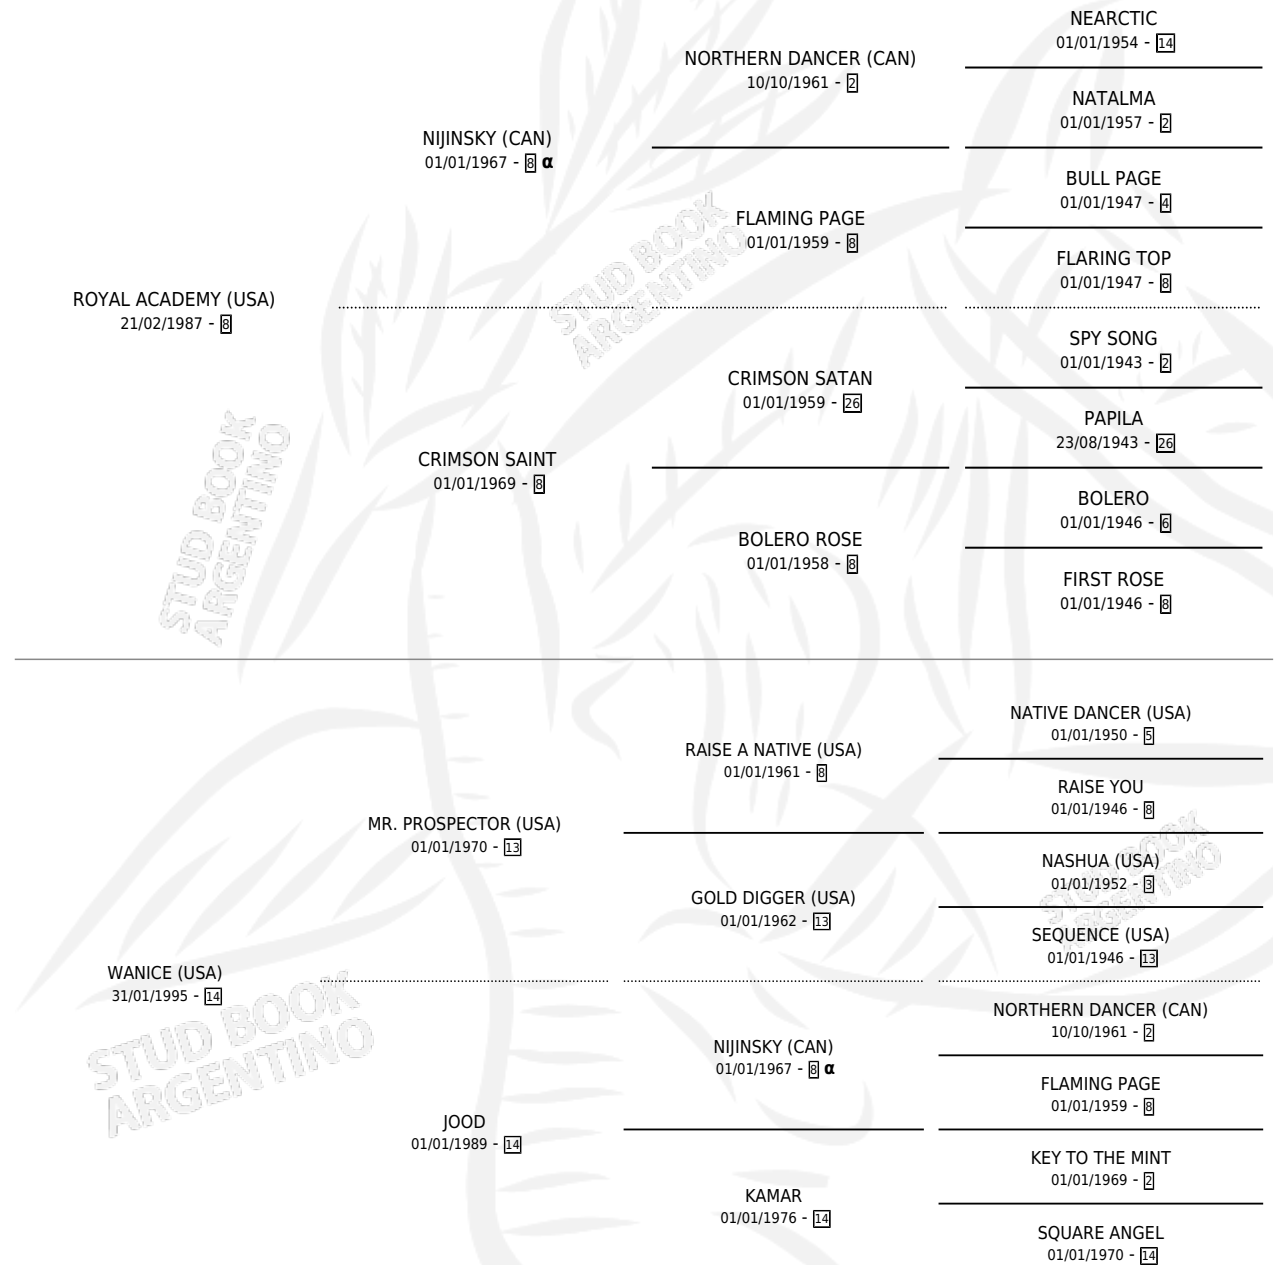 NEARCTIC
01/01/1954 - 14
NORTHERN DANCER (CAN)
10/10/1961 - 2
NATALMA
01/01/1957 - 2
NIJINSKY (CAN)
01/01/1967 - 8 α
BULL PAGE
01/01/1947 - 4
FLAMING PAGE
01/01/1959 - 8
FLARING TOP
01/01/1947 - 8
ROYAL ACADEMY (USA)
21/02/1987 - 8
SPY SONG
01/01/1943 - 2
CRIMSON SATAN
01/01/1959 - 26
PAPILA
23/08/1943 - 26
CRIMSON SAINT
01/01/1969 - 8
BOLERO
01/01/1946 - 6
BOLERO ROSE
01/01/1958 - 8
FIRST ROSE
01/01/1946 - 8
NATIVE DANCER (USA)
01/01/1950 - 5
RAISE A NATIVE (USA)
01/01/1961 - 8
RAISE YOU
01/01/1946 - 8
MR. PROSPECTOR (USA)
01/01/1970 - 13
NASHUA (USA)
01/01/1952 - 3
GOLD DIGGER (USA)
01/01/1962 - 13
SEQUENCE (USA)
01/01/1946 - 13
WANICE (USA)
31/01/1995 - 14
NORTHERN DANCER (CAN)
10/10/1961 - 2
NIJINSKY (CAN)
01/01/1967 - 8 α
FLAMING PAGE
01/01/1959 - 8
JOOD
01/01/1989 - 14
KEY TO THE MINT
01/01/1969 - 2
KAMAR
01/01/1976 - 14
SQUARE ANGEL
01/01/1970 - 14
STUD BOOK
ARGENTINO
STUD BOOK
ARGENTINO
STUD BOOK
ARGENTINO
STUD BOOK
ARGENTINO